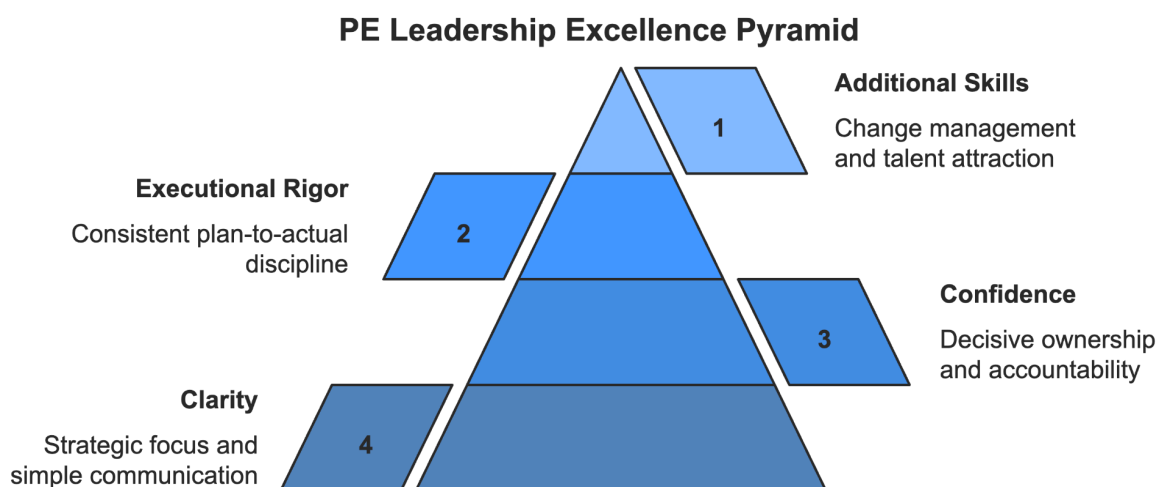 PE Leadership Excellence Pyramid
1
Additional Skills
Change management
and talent attraction
Executional Rigor
Consistent plan-to-actual
discipline
2
3
Confidence
Decisive ownership
and accountability
Clarity
Strategic focus and
simple communication
4